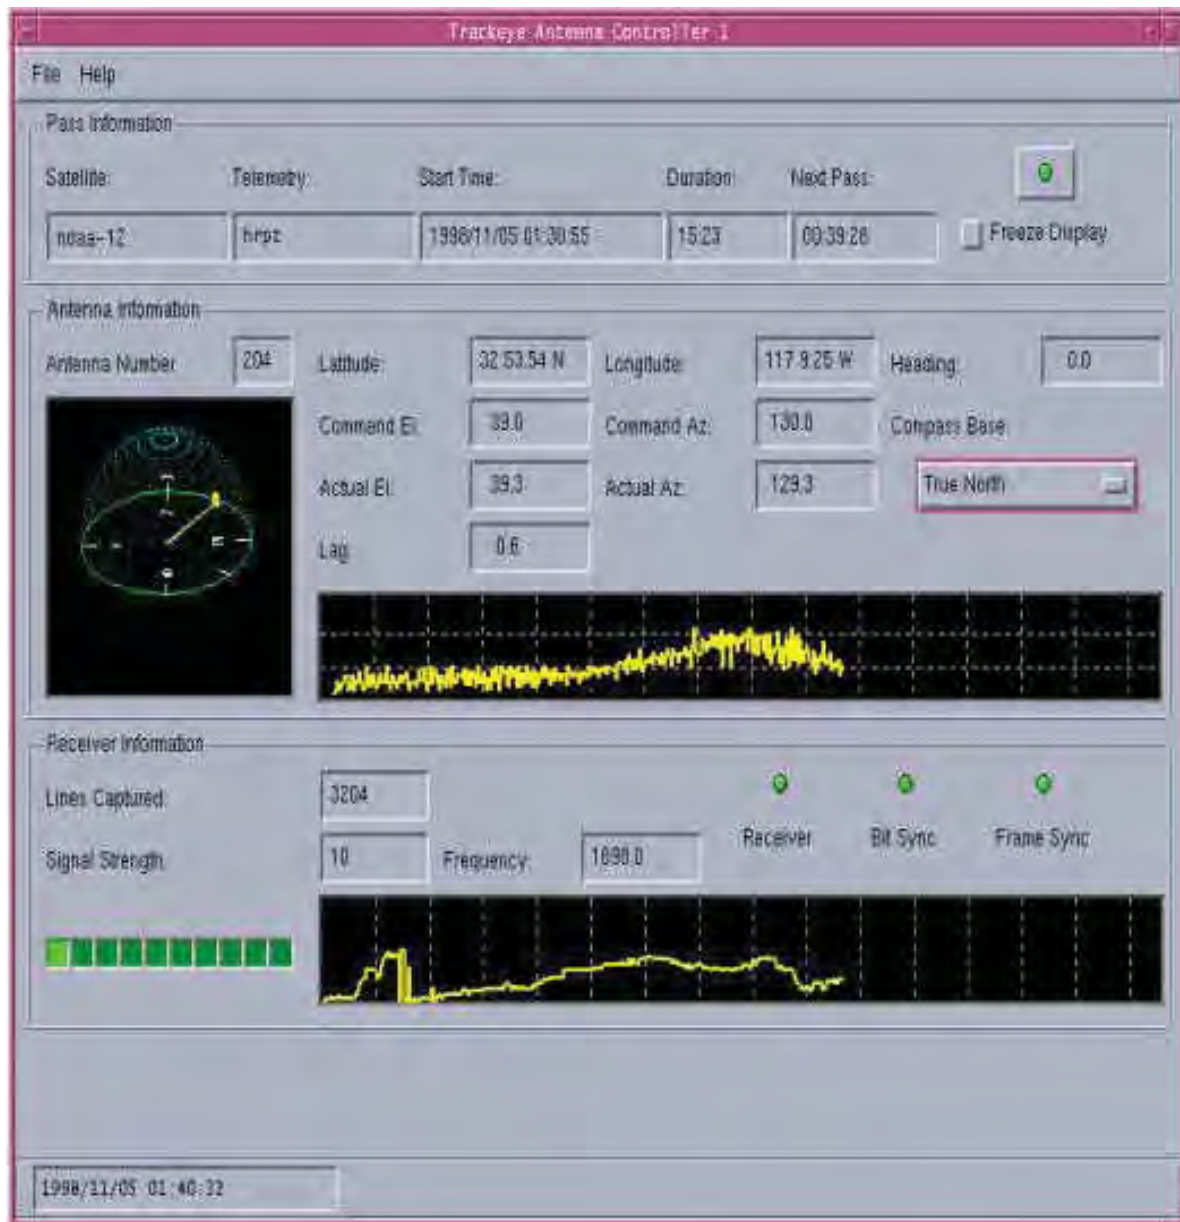 Trackeye Antenna Controller 1
File Help
Pass Information
Satellite: Telemetry: Start Time: Duration: Next Pass:
noaa-12 hrpt 1998/11/05 01:30:55 15:23 00:39:26 Freeze Display
Antenna Information
Antenna Number 204 Latitude: 32.53.54 N Longitude: 117.9.25 W Heading: 0.0
Command El: 39.0 Command Az: 130.0 Compass Base:
Actual El: 39.3 Actual Az: 129.3 True North
Lag: 0.6
Receiver Information
Lines Captured: 3204
Receiver Bit Sync Frame Sync
Signal Strength: 10 Frequency: 1698.0
1998/11/05 01:40:32